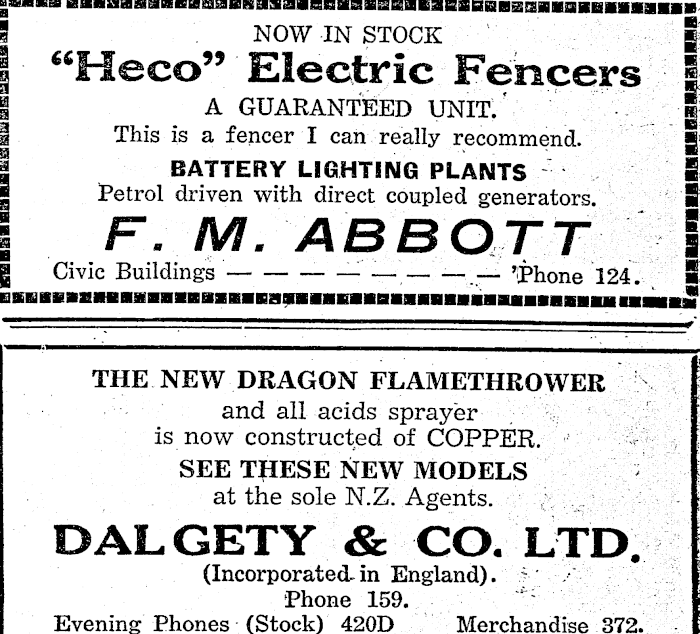 NOW IN STOCK
“Heco” Electric Fencers
A GUARANTEED UNIT.
This is a fencer I can really recommend.
BATTERY LIGHTING PLANTS
Petrol driven with direct coupled generators.
F. M. ABBOTT
Civic Buildings — — — — — — — — 'Phone 124.
THE NEW DRAGON FLAMETHROWER
and all acids sprayer
is now constructed of COPPER.
SEE THESE NEW MODELS
at the sole N.Z. Agents.
DALGETY & CO. LTD.
(Incorporated in England).
Phone 159.
Evening Phones (Stock) 420D Merchandise 372.